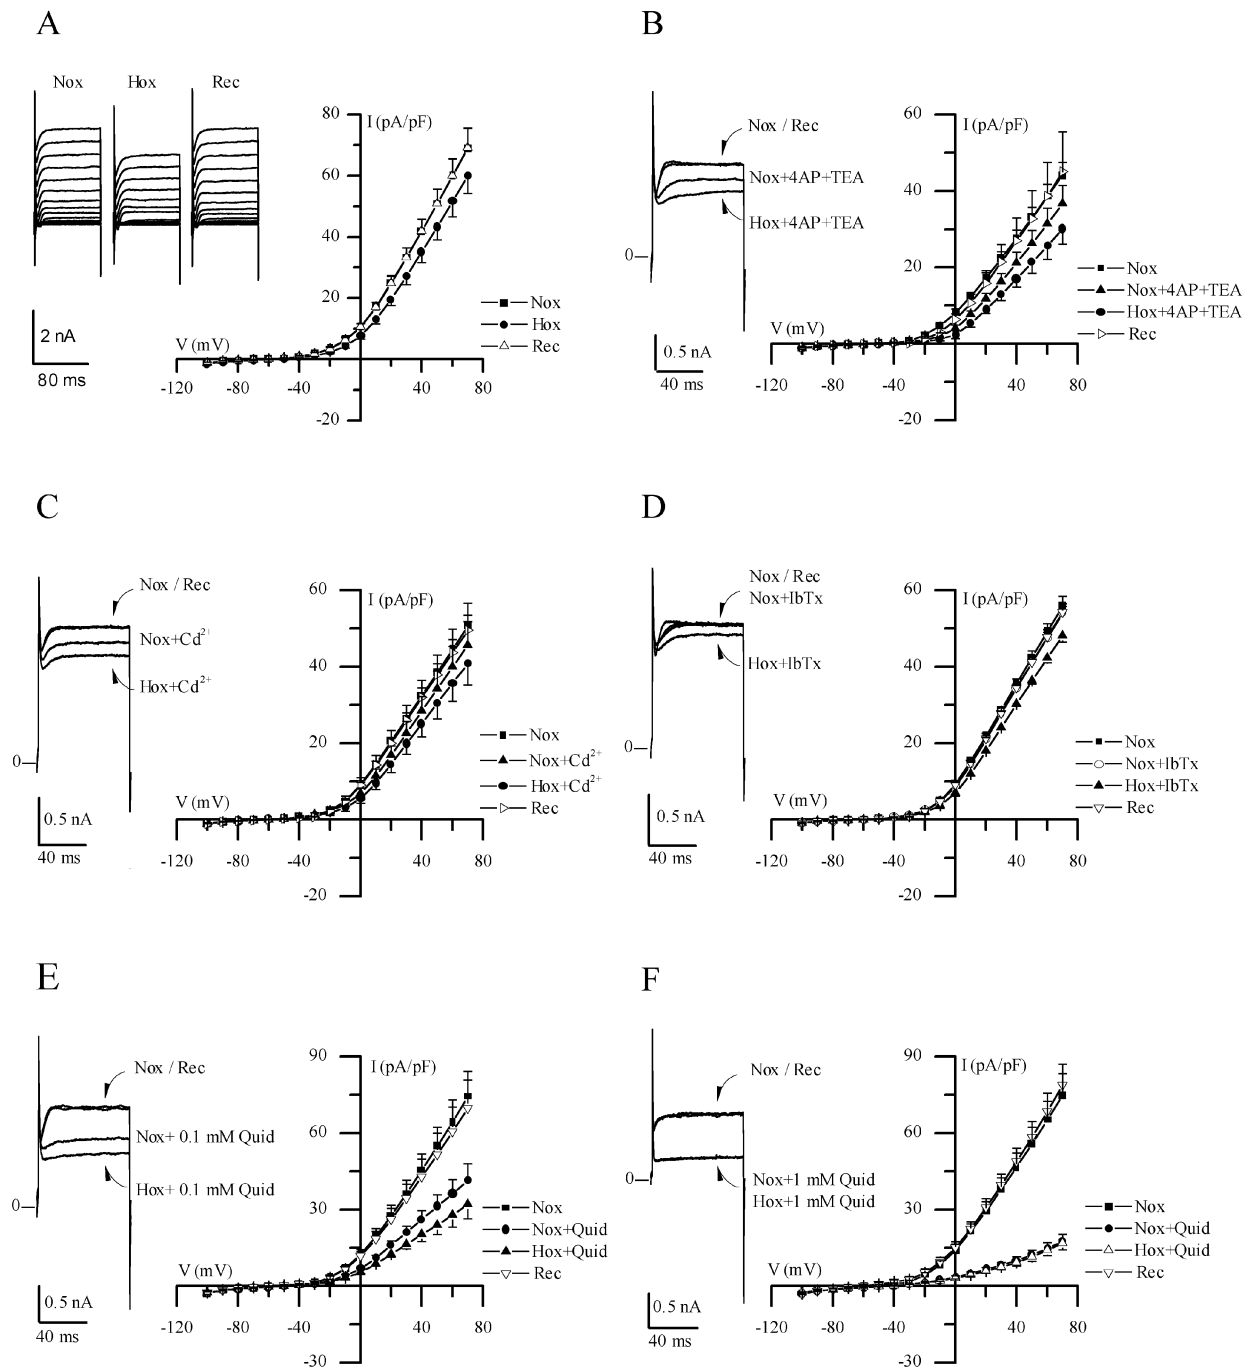 A
B
Nox Hox Rec
80
I (pA/pF)
60
40
20
V (mV)
-120 -80 -40 40 80
-20
2 nA
80 ms
Nox
Hox
Rec
Nox / Rec
Nox+4AP+TEA
Hox+4AP+TEA
0
0.5 nA
40 ms
60
I (pA/pF)
40
20
V (mV)
-120 -80 -40 40 80
-20
Nox
Nox+4AP+TEA
Hox+4AP+TEA
Rec
C
D
Nox / Rec
Nox+Cd2+
Hox+Cd2+
0
0.5 nA
40 ms
60
I (pA/pF)
40
20
V (mV)
-120 -80 -40 40 80
-20
Nox
Nox+Cd2+
Hox+Cd2+
Rec
Nox / Rec
Nox+IbTx
Hox+IbTx
0
0.5 nA
40 ms
60
I (pA/pF)
40
20
V (mV)
-120 -80 -40 40 80
-20
Nox
Nox+IbTx
Hox+IbTx
Rec
E
F
Nox / Rec
Nox+ 0.1 mM Quid
Hox+ 0.1 mM Quid
0
0.5 nA
40 ms
90
I (pA/pF)
60
30
V (mV)
-120 -80 -40 40 80
-30
Nox
Nox+Quid
Hox+Quid
Rec
Nox / Rec
Nox+1 mM Quid
Hox+1 mM Quid
0
0.5 nA
40 ms
90
I (pA/pF)
60
30
V (mV)
-120 -80 -40 40 80
-30
Nox
Nox+Quid
Hox+Quid
Rec